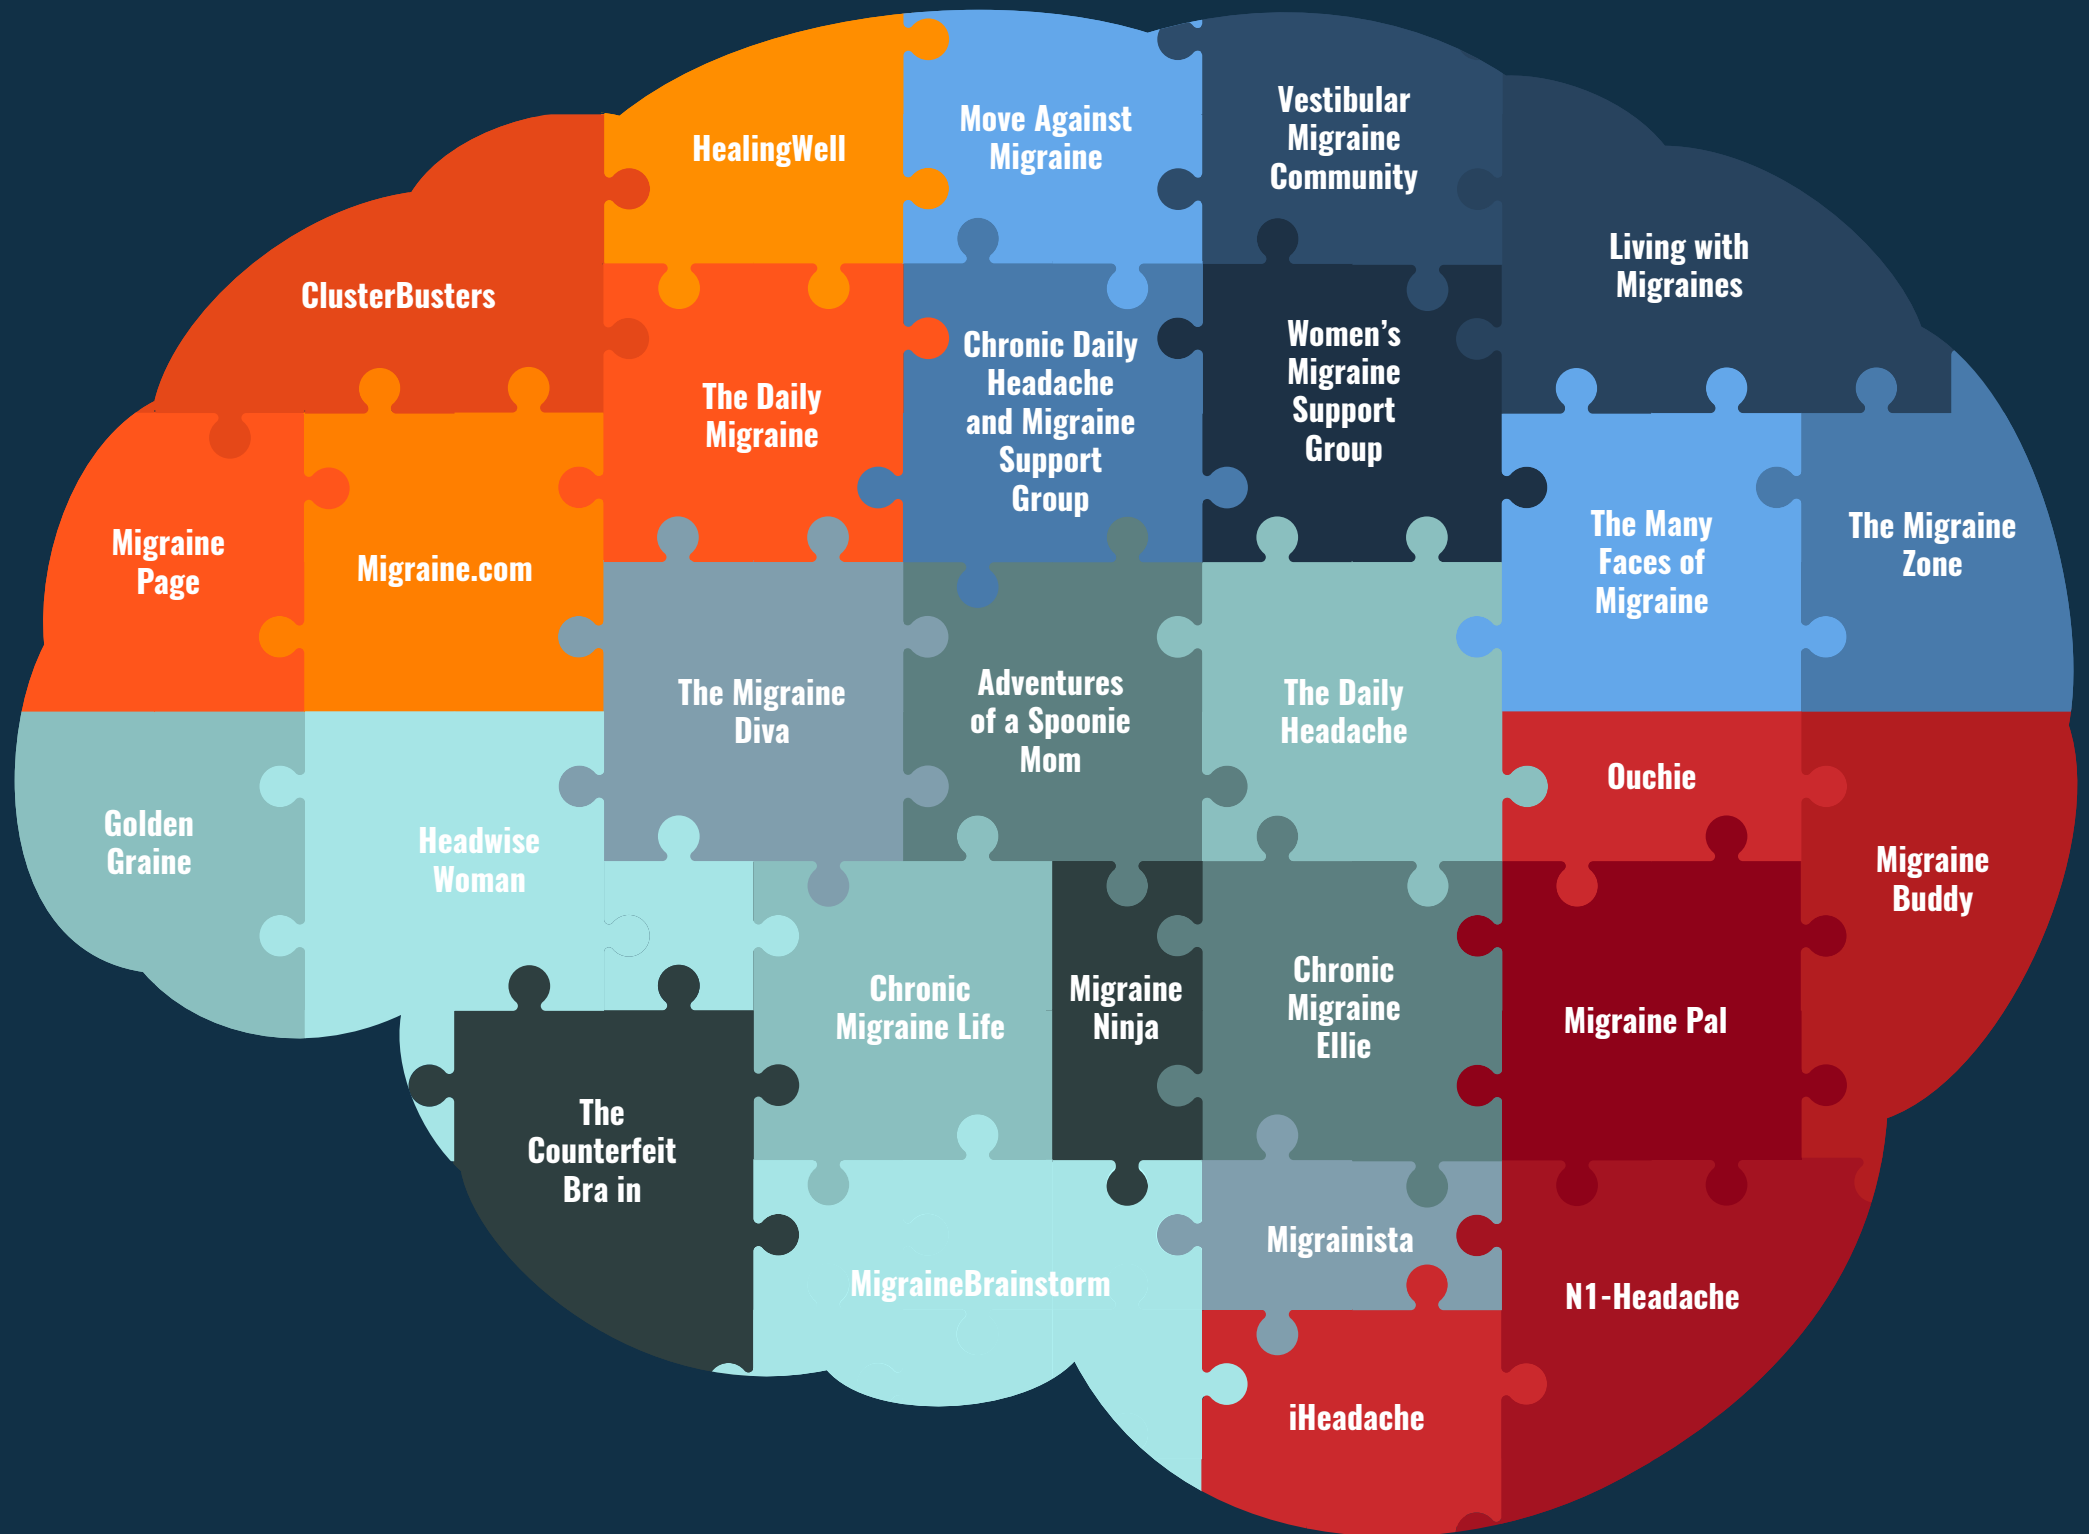 HealingWell
Move Against
Migraine
Vestibular
Migraine
Community
Living with
Migraines
ClusterBusters
The Daily
Migraine
Chronic Daily
Headache
and Migraine
Support
Group
Women’s
Migraine
Support
Group
Migraine
Page
Migraine.com
The Many
Faces of
Migraine
The Migraine
Zone
The Migraine
Diva
Adventures
of a Spoonie
Mom
The Daily
Headache
Ouchie
Golden
Graine
Headwise
Woman
Migraine
Buddy
Chronic
Migraine Life
Migraine
Ninja
Chronic
Migraine
Ellie
Migraine Pal
The
Counterfeit
Bra in
MigraineBrainstorm
Migrainista
N1-Headache
iHeadache